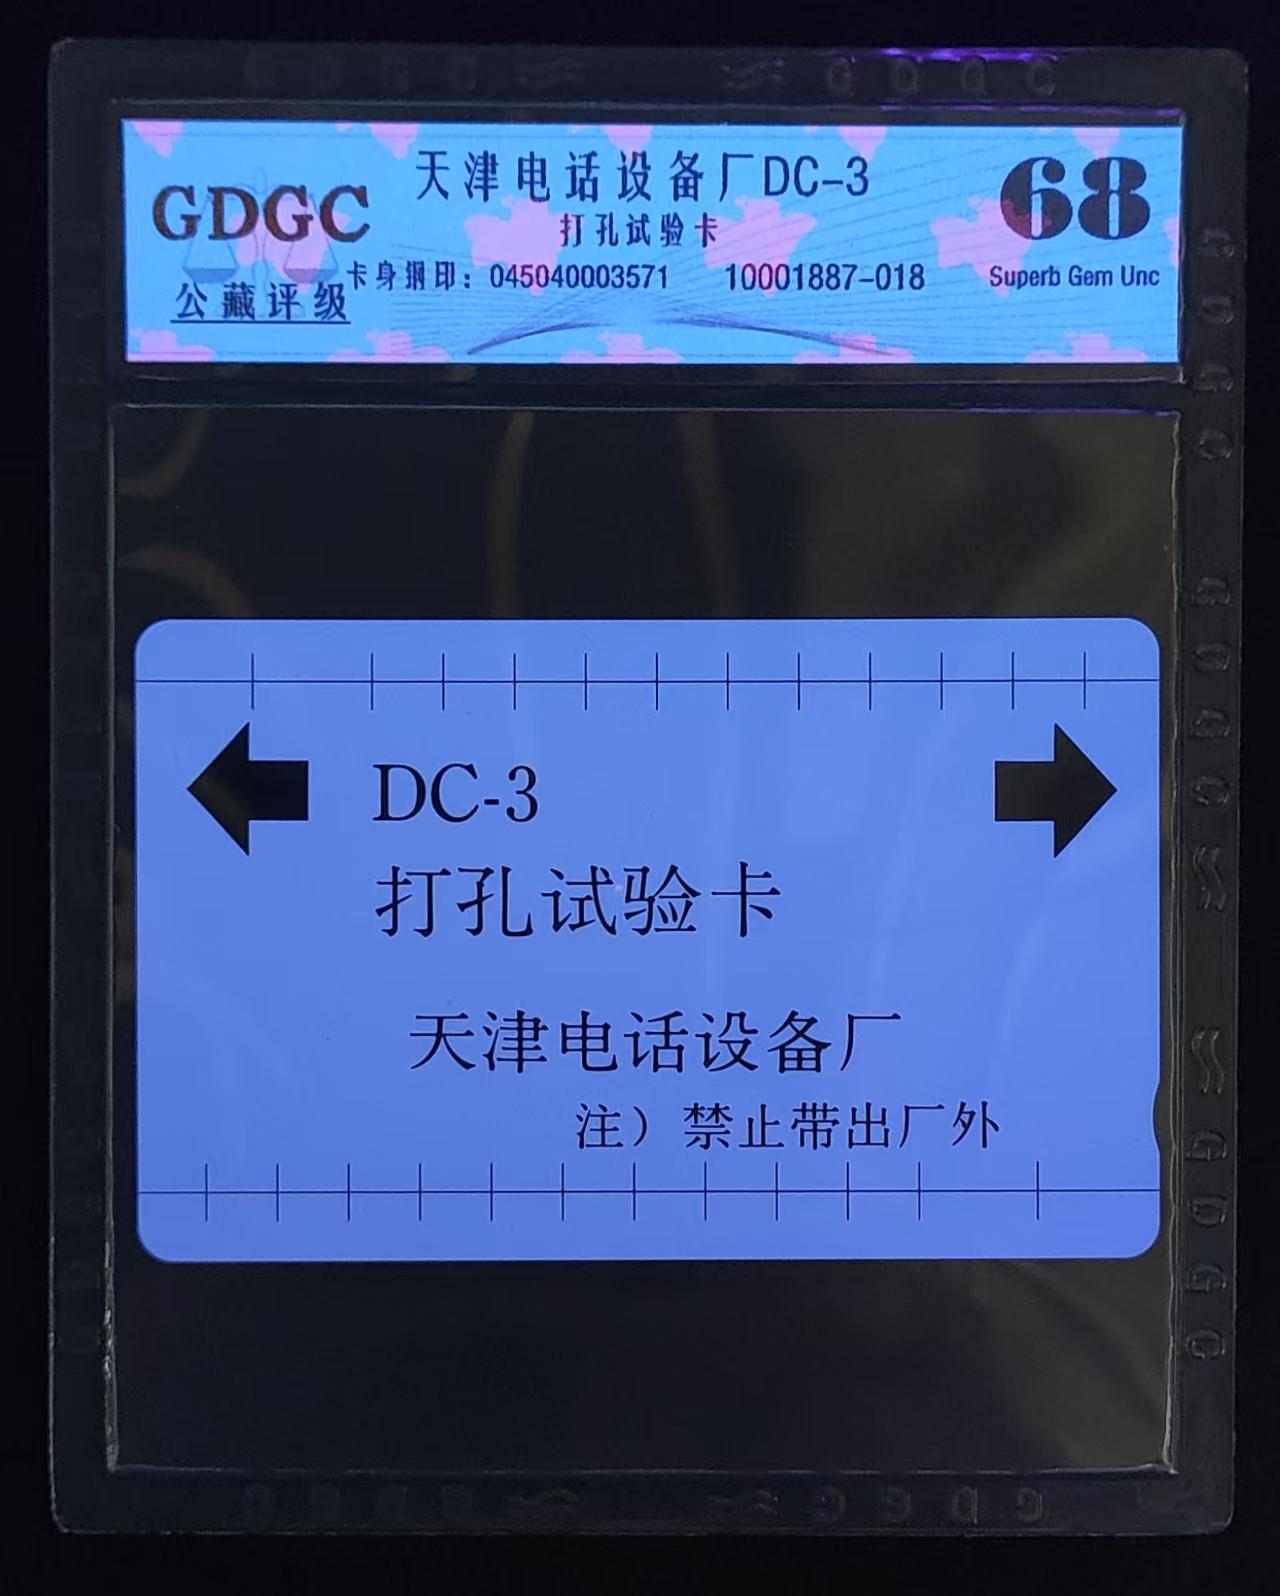 GDGC
公藏评级
天津电话设备厂DC-3
打孔试验卡
卡身钢印：045040003571 10001887-018
68
Superb Gem Unc
DC-3
打孔试验卡
天津电话设备厂
注）禁止带出厂外